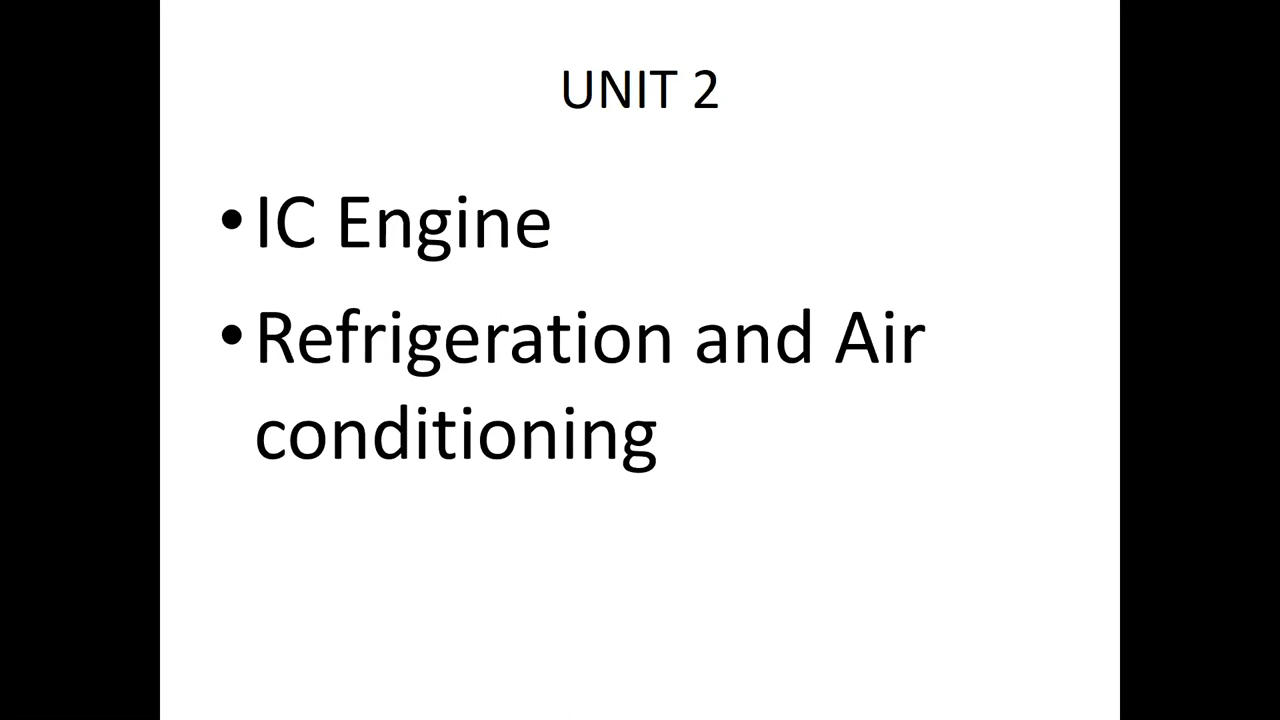 UNIT 2
•IC Engine
•Refrigeration and Air
conditioning